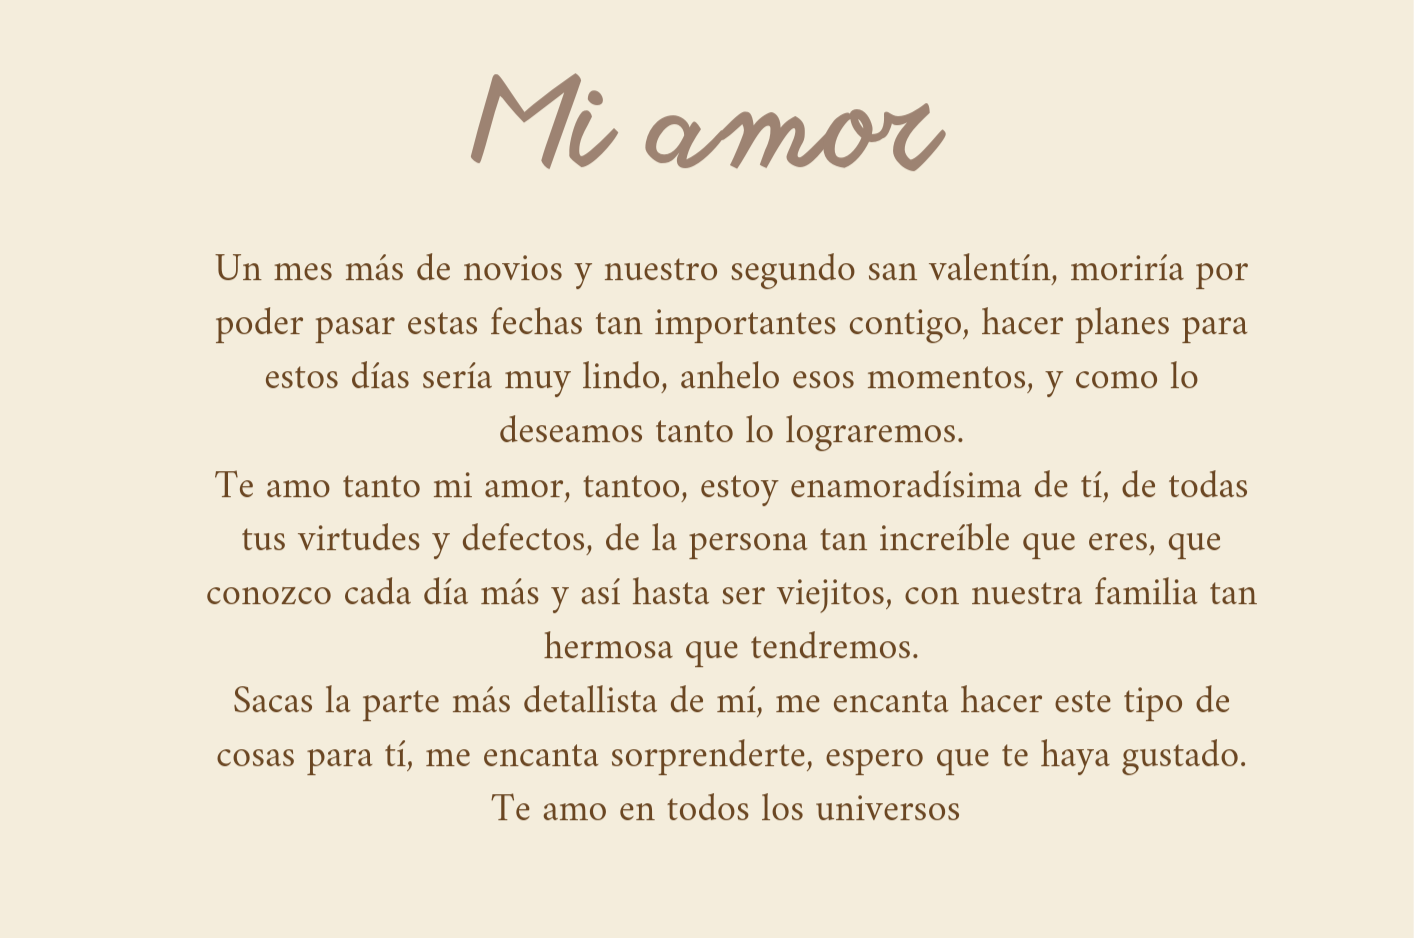 Mi amor
Un mes más de novios y nuestro segundo san valentín, moriría por
poder pasar estas fechas tan importantes contigo, hacer planes para
estos días sería muy lindo, anhelo esos momentos, y como lo
deseamos tanto lo lograremos.
Te amo tanto mi amor, tantoo, estoy enamoradísima de tí, de todas
tus virtudes y defectos, de la persona tan increíble que eres, que
conozco cada día más y así hasta ser viejitos, con nuestra familia tan
hermosa que tendremos.
Sacas la parte más detallista de mí, me encanta hacer este tipo de
cosas para tí, me encanta sorprenderte, espero que te haya gustado.
Te amo en todos los universos